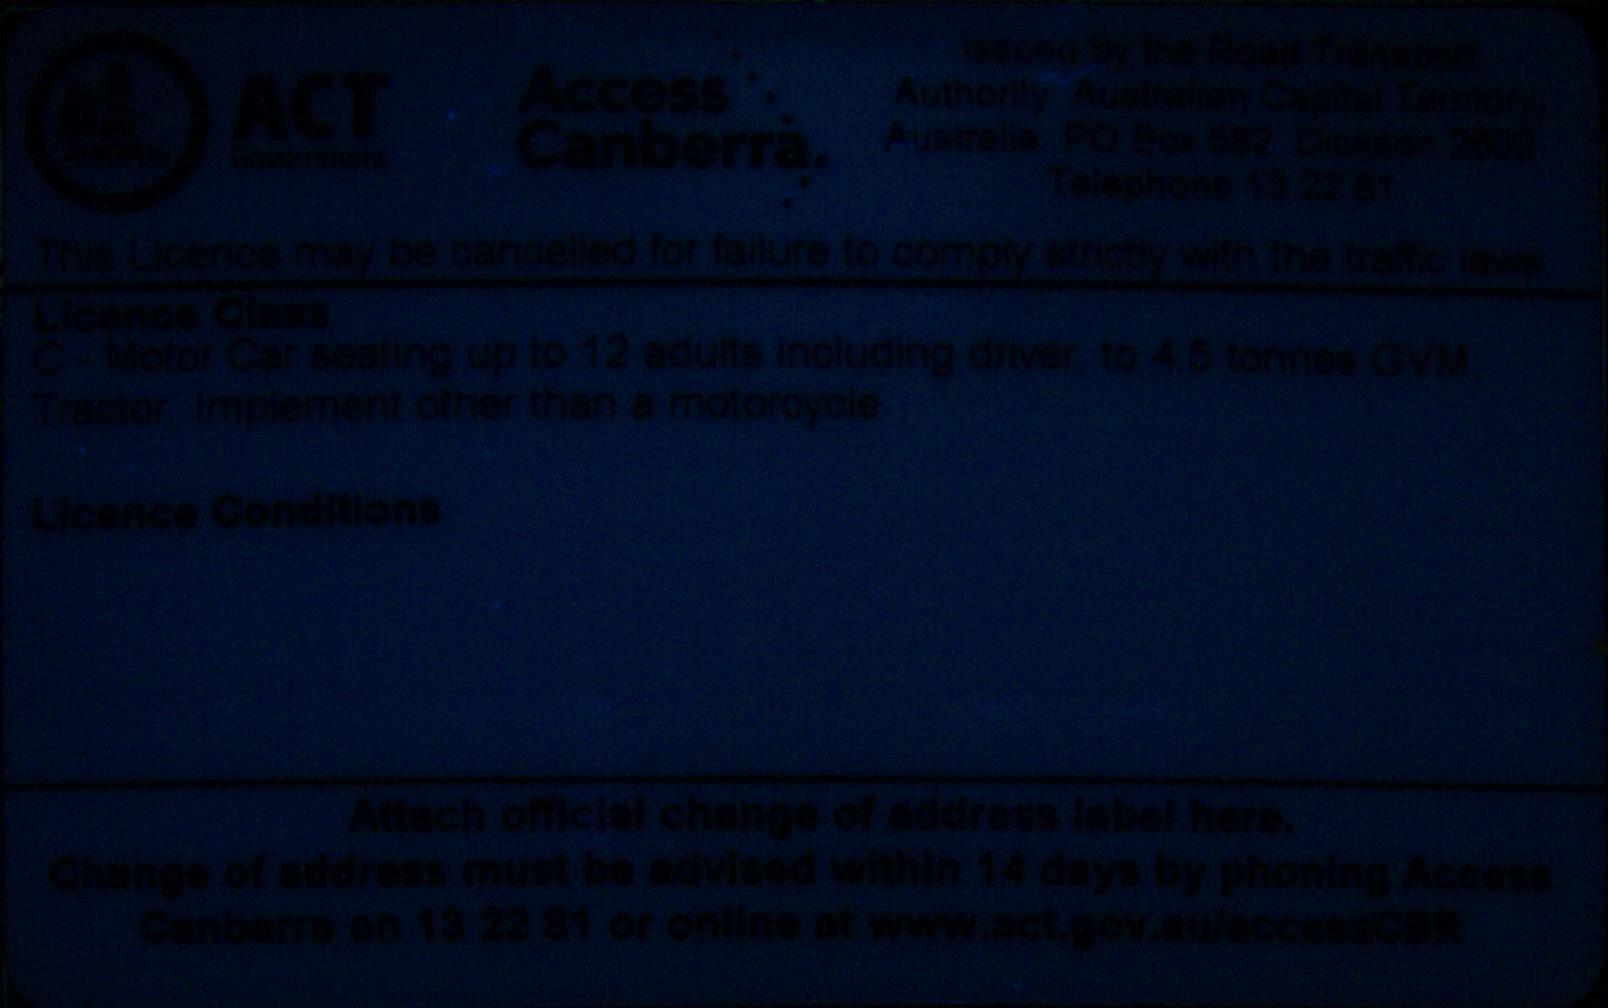 ACT
Government
Access
Canberra.
Issued by the Road Transport
Authority Australian Capital Territory,
Australia PO Box 582 Dickson 2602
Telephone 13 22 81
This Licence may be cancelled for failure to comply strictly with the traffic laws.
Licence Class
C - Motor Car seating up to 12 adults including driver, to 4.5 tonnes GVM;
Tractor, Implement other than a motorcycle
Licence Conditions
Attach official change of address label here.
Change of address must be advised within 14 days by phoning Access
Canberra on 13 22 81 or online at www.act.gov.au/accessCBR